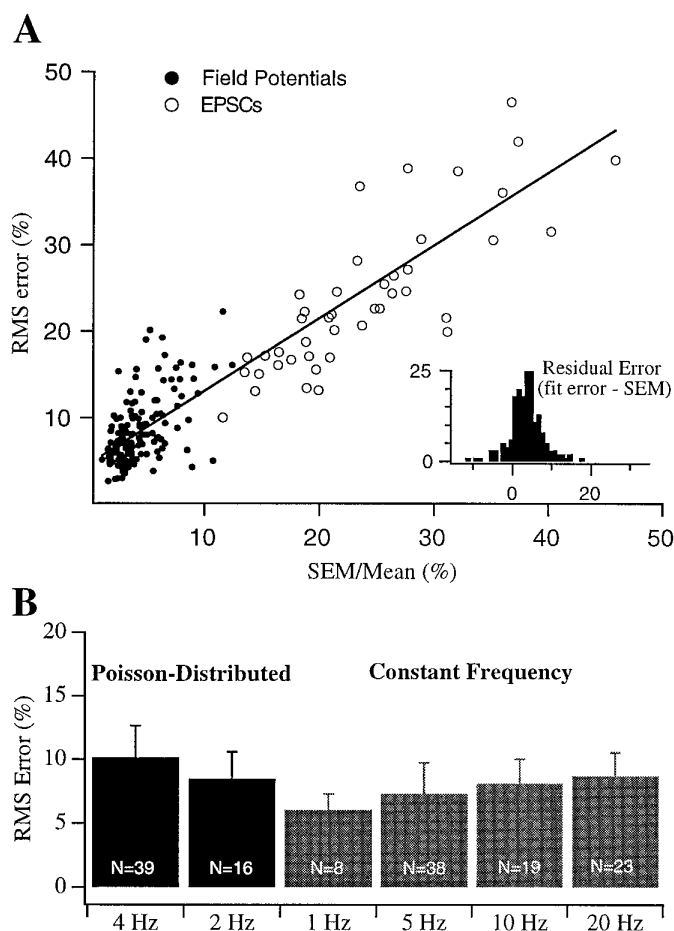 A
Field Potentials
EPSCs
RMS error (%)
50
40
30
20
10
10
20
30
40
50
SEM/Mean (%)
Residual Error
(fit error - SEM)
25
0
0
20
B
Poisson-Distributed
Constant Frequency
RMS Error (%)
20
15
10
5
0
N=39
N=16
N=8
N=38
N=19
N=23
4 Hz
2 Hz
1 Hz
5 Hz
10 Hz
20 Hz